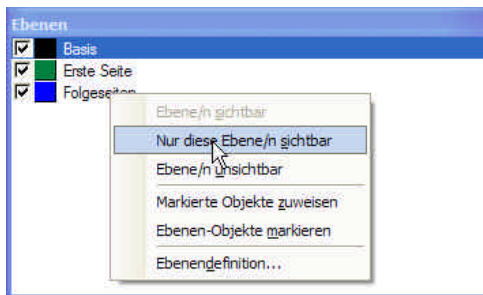 Ebenen
Basis
Erste Seite
Folgeseiten
Ebene/n sichtbar
Nur diese Ebene/n sichtbar
Ebene/n unsichtbar
Markierte Objekte zuweisen
Ebenen-Objekte markieren
Ebenendefinition...